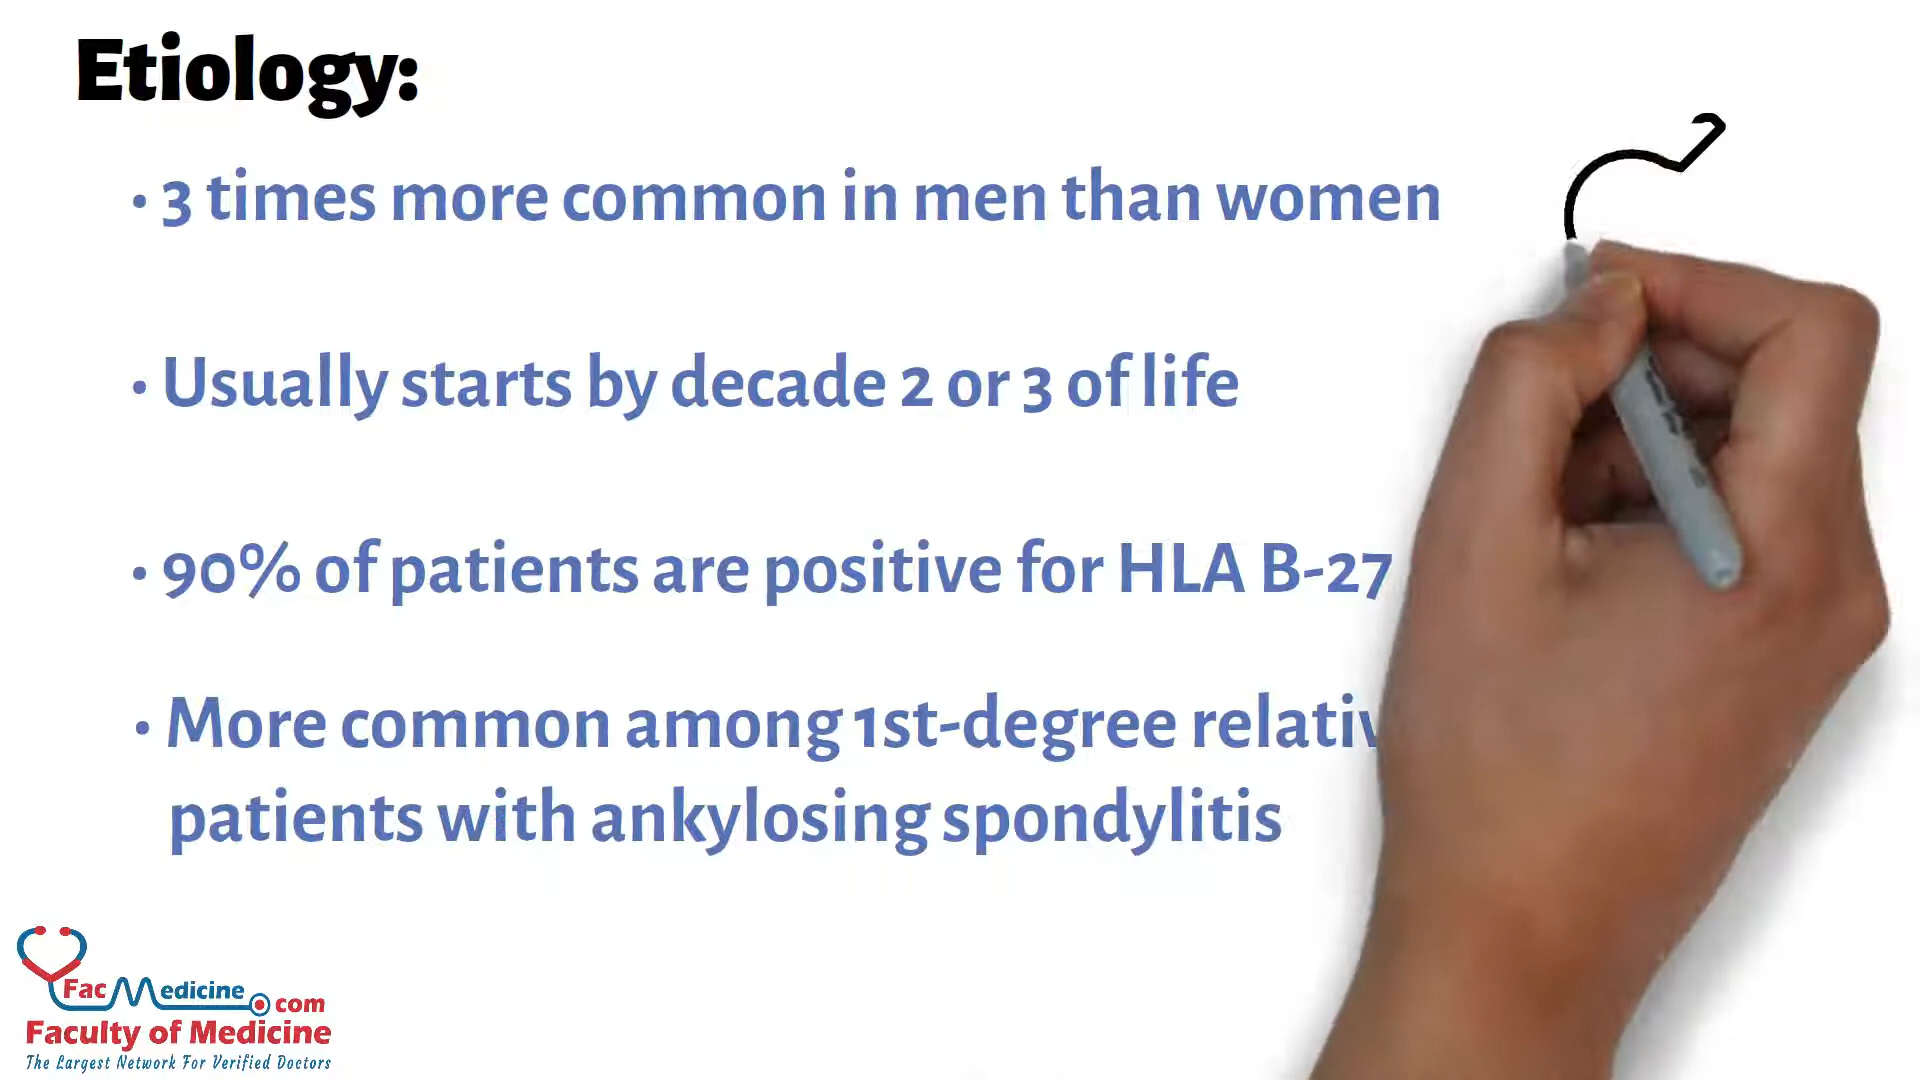 Etiology:
• 3 times more common in men than women
• Usually starts by decade 2 or 3 of life
• 90% of patients are positive for HLA B-27
• More common among 1st-degree
patients with ankylosing spondylitis
FacMedicine.com
Faculty of Medicine
The Largest Network For Verified Doctors